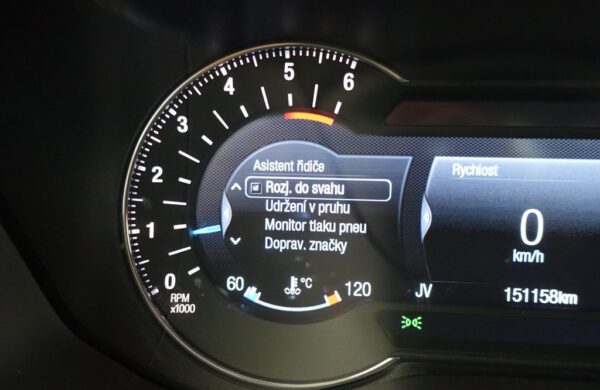 6
5
4
3
2
1
0
RPM
x1000
Asistent řidiče
Rozj. do svahu
Udržení v pruhu
Monitor tlaku pneu
Doprav. značky
60 °C 120
Rychlost
0
km/h
JV 151158km